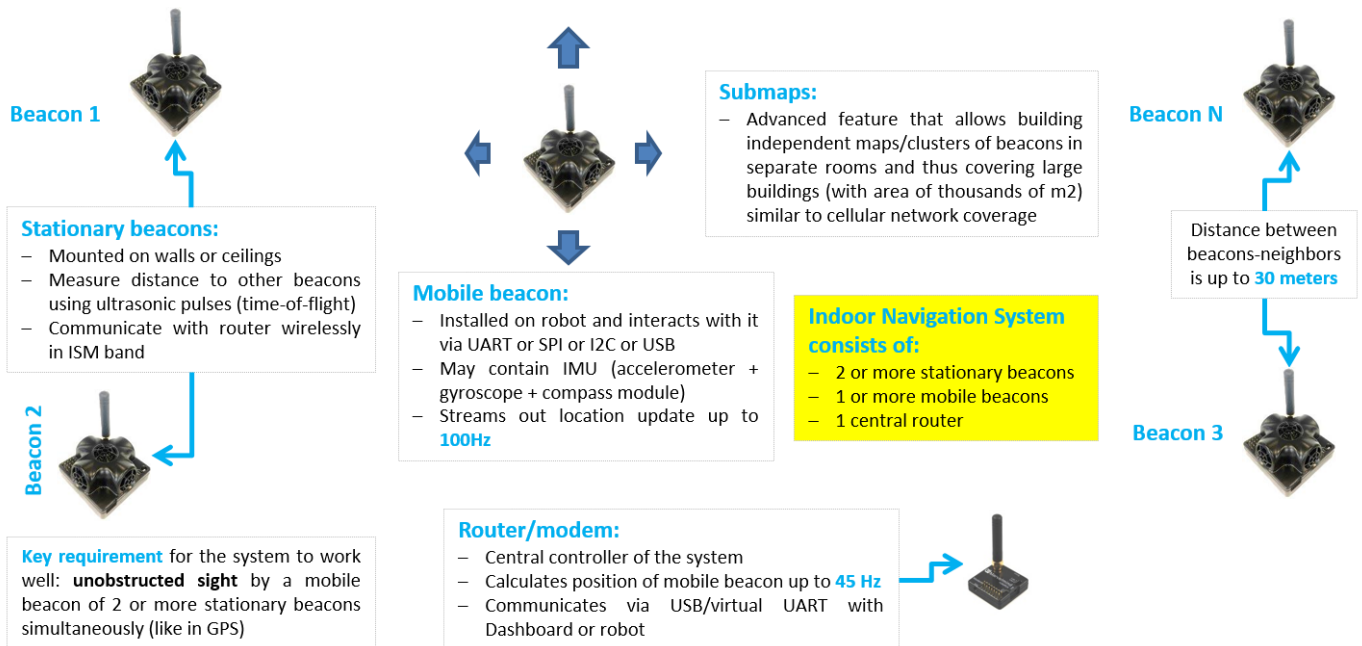 Beacon 1
Stationary beacons:
– Mounted on walls or ceilings
– Measure distance to other beacons
using ultrasonic pulses (time-of-flight)
– Communicate with router wirelessly
in ISM band
Beacon 2
Key requirement for the system to work
well: unobstructed sight by a mobile
beacon of 2 or more stationary beacons
simultaneously (like in GPS)
Mobile beacon:
– Installed on robot and interacts with it
via UART or SPI or I2C or USB
– May contain IMU (accelerometer +
gyroscope + compass module)
– Streams out location update up to
100Hz
Submaps:
– Advanced feature that allows building
independent maps/clusters of beacons in
separate rooms and thus covering large
buildings (with area of thousands of m2)
similar to cellular network coverage
Indoor Navigation System
consists of:
– 2 or more stationary beacons
– 1 or more mobile beacons
– 1 central router
Router/modem:
– Central controller of the system
– Calculates position of mobile beacon up to 45 Hz
– Communicates via USB/virtual UART with
Dashboard or robot
Beacon N
Distance between
beacons-neighbors
is up to 30 meters
Beacon 3